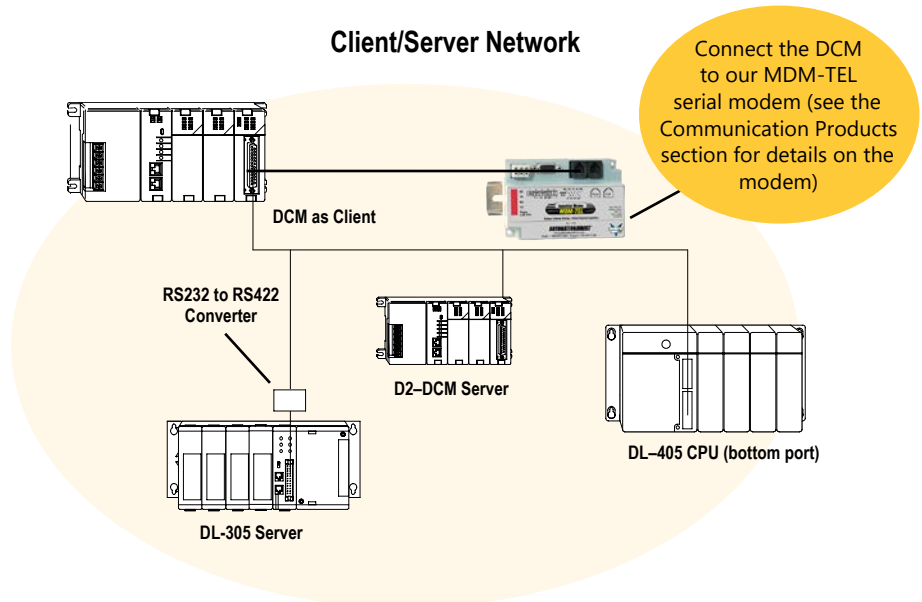 Client/Server Network
Connect the DCM
to our MDM-TEL
serial modem (see the
Communication Products
section for details on the
modem)
DCM as Client
MDM-TEL
RS232 to RS422
Converter
D2–DCM Server
DL–405 CPU (bottom port)
DL-305 Server